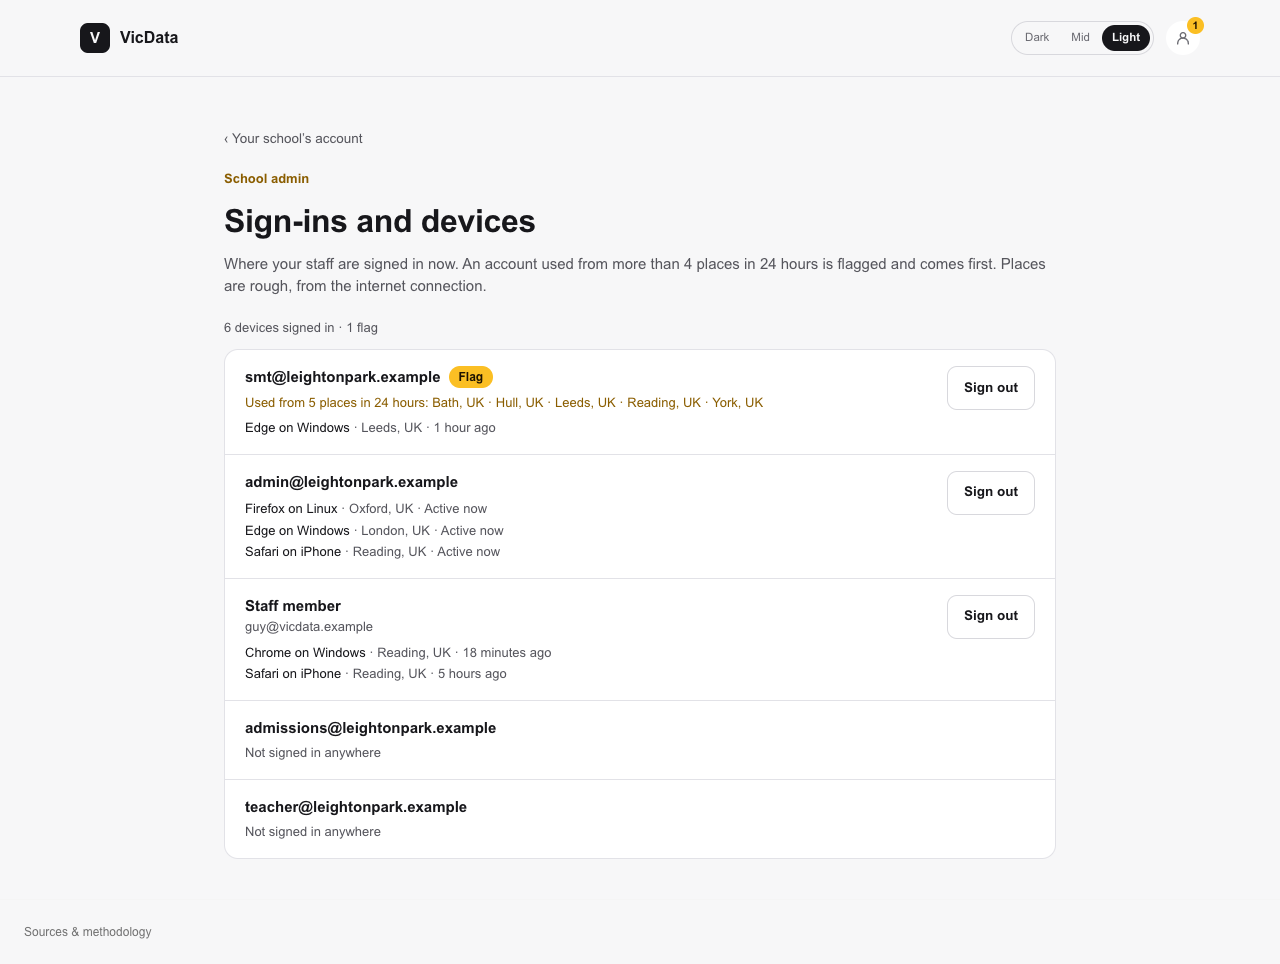 V VicData
Dark Mid Light 1
‹ Your school’s account
School admin
Sign-ins and devices
Where your staff are signed in now. An account used from more than 4 places in 24 hours is flagged and comes first. Places
are rough, from the internet connection.
6 devices signed in · 1 flag
smt@leightonpark.example Flag
Sign out
Used from 5 places in 24 hours: Bath, UK · Hull, UK · Leeds, UK · Reading, UK · York, UK
Edge on Windows · Leeds, UK · 1 hour ago
admin@leightonpark.example
Sign out
Firefox on Linux · Oxford, UK · Active now
Edge on Windows · London, UK · Active now
Safari on iPhone · Reading, UK · Active now
Staff member
Sign out
guy@vicdata.example
Chrome on Windows · Reading, UK · 18 minutes ago
Safari on iPhone · Reading, UK · 5 hours ago
admissions@leightonpark.example
Not signed in anywhere
teacher@leightonpark.example
Not signed in anywhere
Sources & methodology